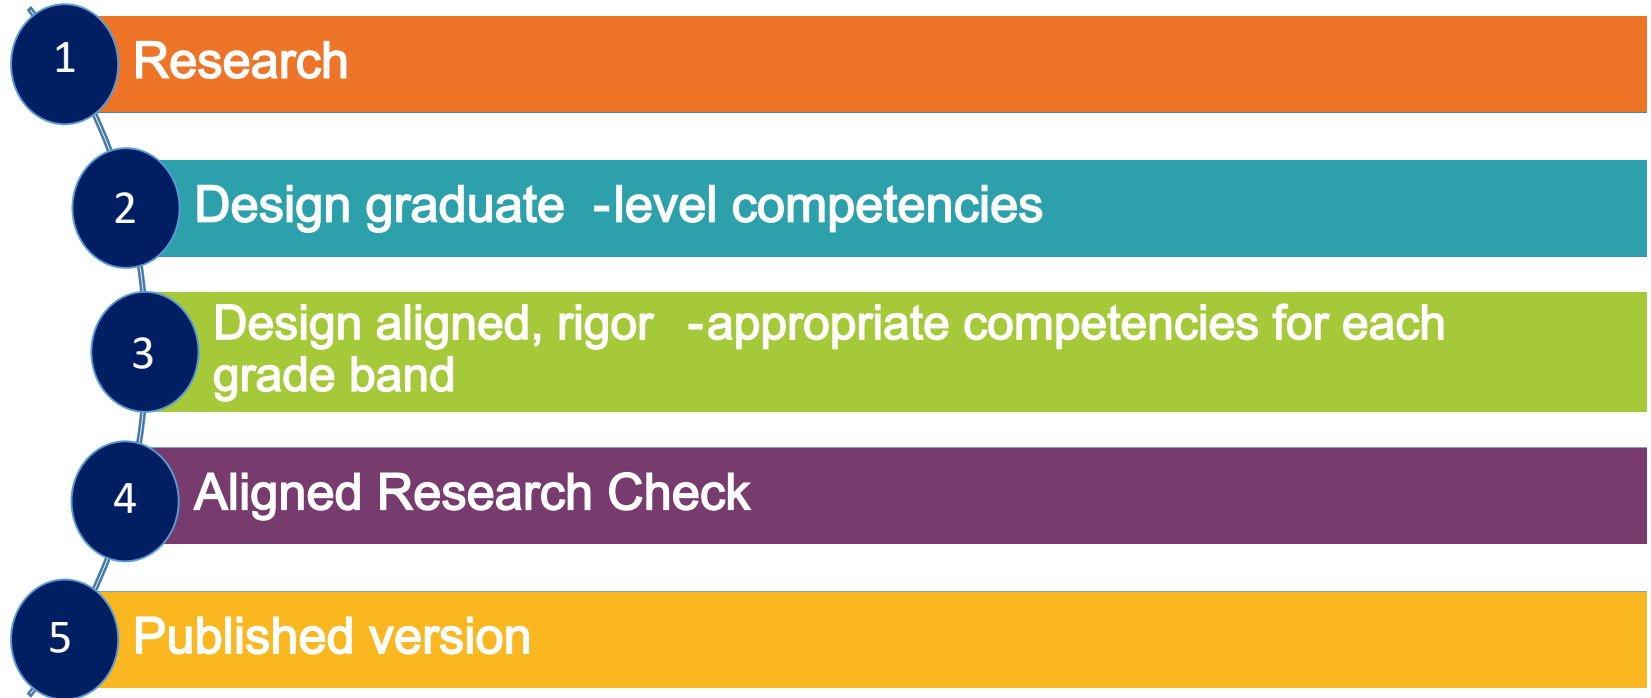 1 Research
2 Design graduate -level competencies
3 Design aligned, rigor -appropriate competencies for each
grade band
4 Aligned Research Check
5 Published version